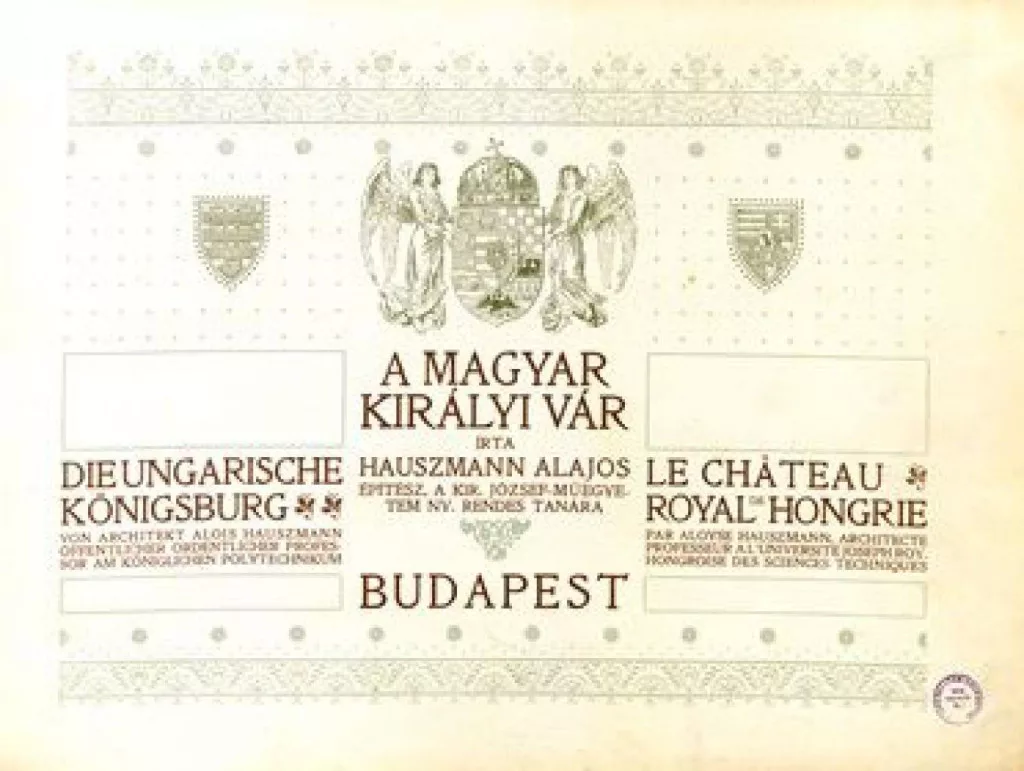 A MAGYAR
KIRÁLYI VÁR
IRTA
HAUSZMANN ALAJOS
ÉPITÉSZ, A KIR. JÓZSEF-MŰEGYE-
TEM NY. RENDES TANÁRA
BUDAPEST
DIE UNGARISCHE
KÖNIGSBURG
VON ARCHITEKT ALOIS HAUSZMANN
ÖFFENTLICHER ORDENTLICHER PROFES-
SOR AM KÖNIGLICHEN POLYTECHNIKUM
LE CHÂTEAU
ROYAL DE HONGRIE
PAR ALOYSE HAUSZMANN, ARCHITECTE
PROFESSEUR A L'UNIVERSITÉ JOSEPH ROY.
HONGROISE DES SCIENCES TECHNIQUES